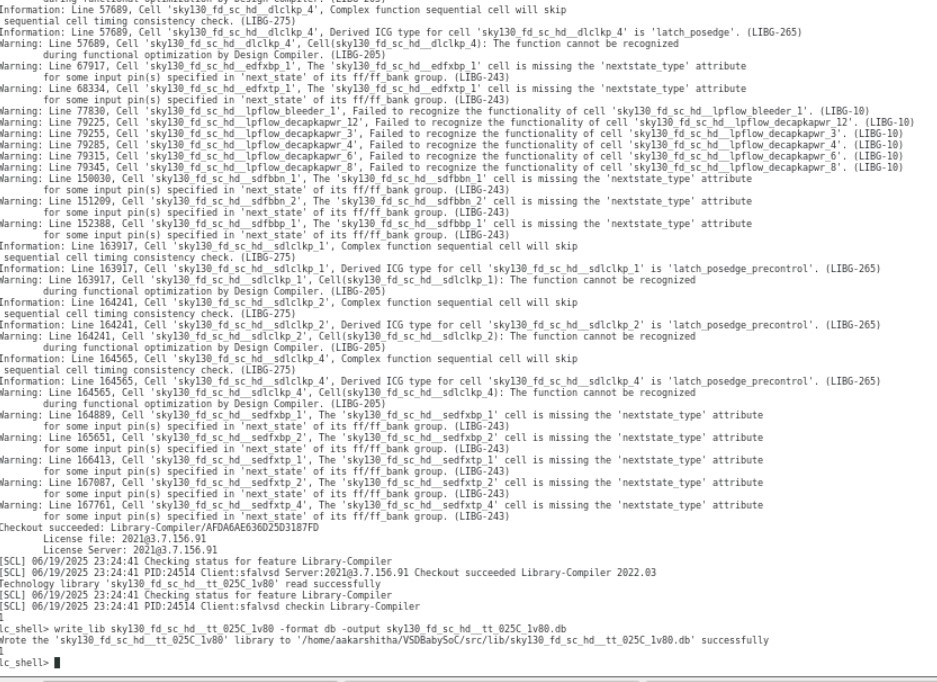 during functional optimization by Design Compiler. (LIBG-205)
Information: Line 57689, Cell 'sky130_fd_sc_hd__dlclkp_4', Complex function sequential cell will skip
sequential cell timing consistency check. (LIBG-275)
Information: Line 57689, Cell 'sky130_fd_sc_hd__dlclkp_4', Derived ICG type for cell 'sky130_fd_sc_hd__dlclkp_4' is 'latch_posedge'. (LIBG-265)
Warning: Line 57689, Cell 'sky130_fd_sc_hd__dlclkp_4', Cell(sky130_fd_sc_hd__dlclkp_4): The function cannot be recognized
during functional optimization by Design Compiler. (LIBG-205)
Warning: Line 67917, Cell 'sky130_fd_sc_hd__edfxbp_1', The 'sky130_fd_sc_hd__edfxbp_1' cell is missing the 'nextstate_type' attribute
for some input pin(s) specified in 'next_state' of its ff/ff_bank group. (LIBG-243)
Warning: Line 68334, Cell 'sky130_fd_sc_hd__edfxtp_1', The 'sky130_fd_sc_hd__edfxtp_1' cell is missing the 'nextstate_type' attribute
for some input pin(s) specified in 'next_state' of its ff/ff_bank group. (LIBG-243)
Warning: Line 77830, Cell 'sky130_fd_sc_hd__lpflow_bleeder_1', Failed to recognize the functionality of cell 'sky130_fd_sc_hd__lpflow_bleeder_1'. (LIBG-10)
Warning: Line 79225, Cell 'sky130_fd_sc_hd__lpflow_decapkapwr_12', Failed to recognize the functionality of cell 'sky130_fd_sc_hd__lpflow_decapkapwr_12'. (LIBG-10)
Warning: Line 79255, Cell 'sky130_fd_sc_hd__lpflow_decapkapwr_3', Failed to recognize the functionality of cell 'sky130_fd_sc_hd__lpflow_decapkapwr_3'. (LIBG-10)
Warning: Line 79285, Cell 'sky130_fd_sc_hd__lpflow_decapkapwr_4', Failed to recognize the functionality of cell 'sky130_fd_sc_hd__lpflow_decapkapwr_4'. (LIBG-10)
Warning: Line 79315, Cell 'sky130_fd_sc_hd__lpflow_decapkapwr_6', Failed to recognize the functionality of cell 'sky130_fd_sc_hd__lpflow_decapkapwr_6'. (LIBG-10)
Warning: Line 79345, Cell 'sky130_fd_sc_hd__lpflow_decapkapwr_8', Failed to recognize the functionality of cell 'sky130_fd_sc_hd__lpflow_decapkapwr_8'. (LIBG-10)
Warning: Line 150030, Cell 'sky130_fd_sc_hd__sdfbbn_1', The 'sky130_fd_sc_hd__sdfbbn_1' cell is missing the 'nextstate_type' attribute
for some input pin(s) specified in 'next_state' of its ff/ff_bank group. (LIBG-243)
Warning: Line 151209, Cell 'sky130_fd_sc_hd__sdfbbn_2', The 'sky130_fd_sc_hd__sdfbbn_2' cell is missing the 'nextstate_type' attribute
for some input pin(s) specified in 'next_state' of its ff/ff_bank group. (LIBG-243)
Warning: Line 152388, Cell 'sky130_fd_sc_hd__sdfbbp_1', The 'sky130_fd_sc_hd__sdfbbp_1' cell is missing the 'nextstate_type' attribute
for some input pin(s) specified in 'next_state' of its ff/ff_bank group. (LIBG-243)
Information: Line 163917, Cell 'sky130_fd_sc_hd__sdlclkp_1', Complex function sequential cell will skip
sequential cell timing consistency check. (LIBG-275)
Information: Line 163917, Cell 'sky130_fd_sc_hd__sdlclkp_1', Derived ICG type for cell 'sky130_fd_sc_hd__sdlclkp_1' is 'latch_posedge_precontrol'. (LIBG-265)
Warning: Line 163917, Cell 'sky130_fd_sc_hd__sdlclkp_1', Cell(sky130_fd_sc_hd__sdlclkp_1): The function cannot be recognized
during functional optimization by Design Compiler. (LIBG-205)
Information: Line 164241, Cell 'sky130_fd_sc_hd__sdlclkp_2', Complex function sequential cell will skip
sequential cell timing consistency check. (LIBG-275)
Information: Line 164241, Cell 'sky130_fd_sc_hd__sdlclkp_2', Derived ICG type for cell 'sky130_fd_sc_hd__sdlclkp_2' is 'latch_posedge_precontrol'. (LIBG-265)
Warning: Line 164241, Cell 'sky130_fd_sc_hd__sdlclkp_2', Cell(sky130_fd_sc_hd__sdlclkp_2): The function cannot be recognized
during functional optimization by Design Compiler. (LIBG-205)
Information: Line 164565, Cell 'sky130_fd_sc_hd__sdlclkp_4', Complex function sequential cell will skip
sequential cell timing consistency check. (LIBG-275)
Information: Line 164565, Cell 'sky130_fd_sc_hd__sdlclkp_4', Derived ICG type for cell 'sky130_fd_sc_hd__sdlclkp_4' is 'latch_posedge_precontrol'. (LIBG-265)
Warning: Line 164565, Cell 'sky130_fd_sc_hd__sdlclkp_4', Cell(sky130_fd_sc_hd__sdlclkp_4): The function cannot be recognized
during functional optimization by Design Compiler. (LIBG-205)
Warning: Line 164889, Cell 'sky130_fd_sc_hd__sedfxbp_1', The 'sky130_fd_sc_hd__sedfxbp_1' cell is missing the 'nextstate_type' attribute
for some input pin(s) specified in 'next_state' of its ff/ff_bank group. (LIBG-243)
Warning: Line 165651, Cell 'sky130_fd_sc_hd__sedfxbp_2', The 'sky130_fd_sc_hd__sedfxbp_2' cell is missing the 'nextstate_type' attribute
for some input pin(s) specified in 'next_state' of its ff/ff_bank group. (LIBG-243)
Warning: Line 166413, Cell 'sky130_fd_sc_hd__sedfxtp_1', The 'sky130_fd_sc_hd__sedfxtp_1' cell is missing the 'nextstate_type' attribute
for some input pin(s) specified in 'next_state' of its ff/ff_bank group. (LIBG-243)
Warning: Line 167087, Cell 'sky130_fd_sc_hd__sedfxtp_2', The 'sky130_fd_sc_hd__sedfxtp_2' cell is missing the 'nextstate_type' attribute
for some input pin(s) specified in 'next_state' of its ff/ff_bank group. (LIBG-243)
Warning: Line 167761, Cell 'sky130_fd_sc_hd__sedfxtp_4', The 'sky130_fd_sc_hd__sedfxtp_4' cell is missing the 'nextstate_type' attribute
for some input pin(s) specified in 'next_state' of its ff/ff_bank group. (LIBG-243)
Checkout succeeded: Library-Compiler/AFDA6AE636D25D3187FD
License file: 2021@3.7.156.91
License Server: 2021@3.7.156.91
[SCL] 06/19/2025 23:24:41 Checking status for feature Library-Compiler
[SCL] 06/19/2025 23:24:41 PID:24514 Client:sfalvsd Server:2021@3.7.156.91 Checkout succeeded Library-Compiler 2022.03
Technology library 'sky130_fd_sc_hd__tt_025C_1v80' read successfully
[SCL] 06/19/2025 23:24:41 Checking status for feature Library-Compiler
[SCL] 06/19/2025 23:24:41 PID:24514 Client:sfalvsd checkin Library-Compiler
1
lc_shell> write_lib sky130_fd_sc_hd__tt_025C_1v80 -format db -output sky130_fd_sc_hd__tt_025C_1v80.db
Wrote the 'sky130_fd_sc_hd__tt_025C_1v80' library to '/home/aakarshitha/VSDBabySoC/src/lib/sky130_fd_sc_hd__tt_025C_1v80.db' successfully
1
lc_shell>